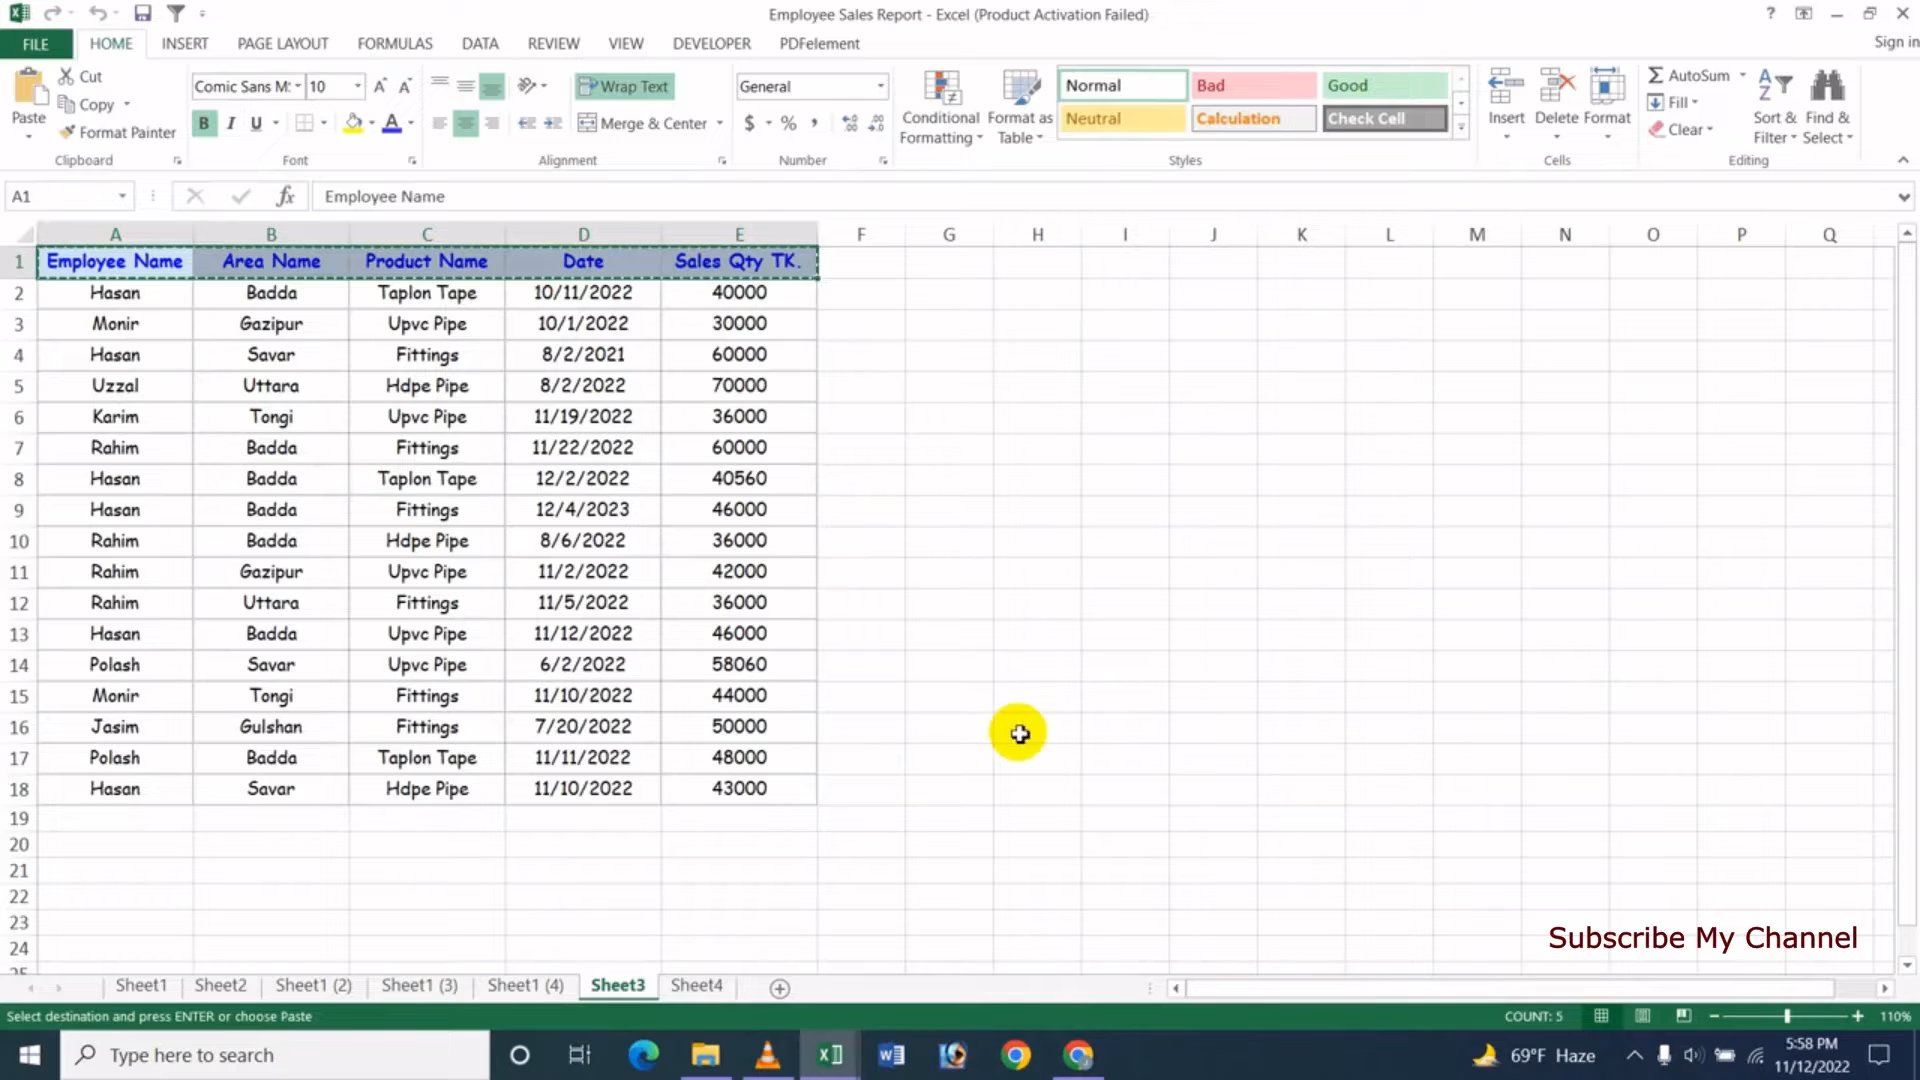 Employee Sales Report - Excel (Product Activation Failed)
?
FILE HOME INSERT PAGE LAYOUT FORMULAS DATA REVIEW VIEW DEVELOPER PDFelement Sign in
Paste
Cut
Copy
Format Painter
Clipboard
Comic Sans M: 10
B I U
Font
Wrap Text
Merge & Center
Alignment
General
$ % ,
Number
Conditional Formatting
Format as Table
Normal Bad Good
Neutral Calculation Check Cell
Styles
Insert Delete Format
Cells
AutoSum
Fill
Clear
Sort & Filter
Find & Select
Editing
A1 fx Employee Name
A B C D E F G H I J K L M N O P Q
1 Employee Name Area Name Product Name Date Sales Qty TK.
2 Hasan Badda Taplon Tape 10/11/2022 40000
3 Monir Gazipur Upvc Pipe 10/1/2022 30000
4 Hasan Savar Fittings 8/2/2021 60000
5 Uzzal Uttara Hdpe Pipe 8/2/2022 70000
6 Karim Tongi Upvc Pipe 11/19/2022 36000
7 Rahim Badda Fittings 11/22/2022 60000
8 Hasan Badda Taplon Tape 12/2/2022 40560
9 Hasan Badda Fittings 12/4/2023 46000
10 Rahim Badda Hdpe Pipe 8/6/2022 36000
11 Rahim Gazipur Upvc Pipe 11/2/2022 42000
12 Rahim Uttara Fittings 11/5/2022 36000
13 Hasan Badda Upvc Pipe 11/12/2022 46000
14 Polash Savar Upvc Pipe 6/2/2022 58060
15 Monir Tongi Fittings 11/10/2022 44000
16 Jasim Gulshan Fittings 7/20/2022 50000
17 Polash Badda Taplon Tape 11/11/2022 48000
18 Hasan Savar Hdpe Pipe 11/10/2022 43000
19
20
21
22
23
Subscribe My Channel
24
25
Sheet1 Sheet2 Sheet1 (2) Sheet1 (3) Sheet1 (4) Sheet3 Sheet4
Select destination and press ENTER or choose Paste COUNT: 5 110%
Type here to search
69°F Haze
5:58 PM
11/12/2022